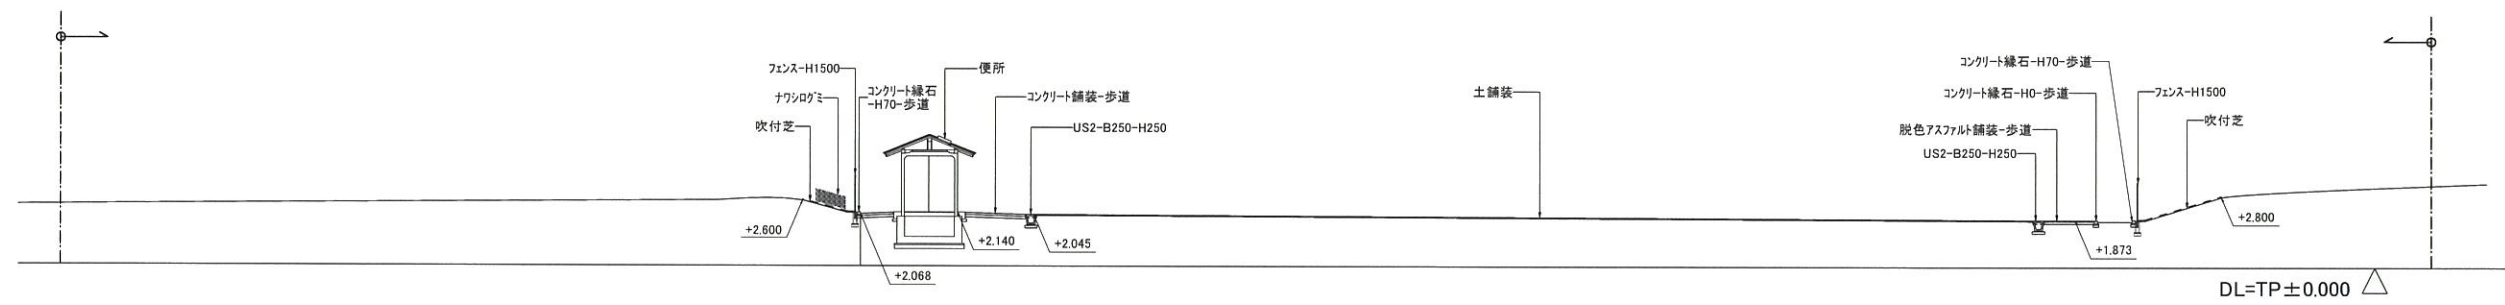 フェンス-H1500
ナワシログミ
吹付芝
コンクリート縁石
-H70-歩道
便所
コンクリート舗装-歩道
US2-B250-H250
土舗装
コンクリート縁石-H70-歩道
コンクリート縁石-H0-歩道
脱色アスファルト舗装-歩道
US2-B250-H250
フェンス-H1500
吹付芝
+2.600
+2.068
+2.140
+2.045
+1.873
+2.800
DL=TP±0.000